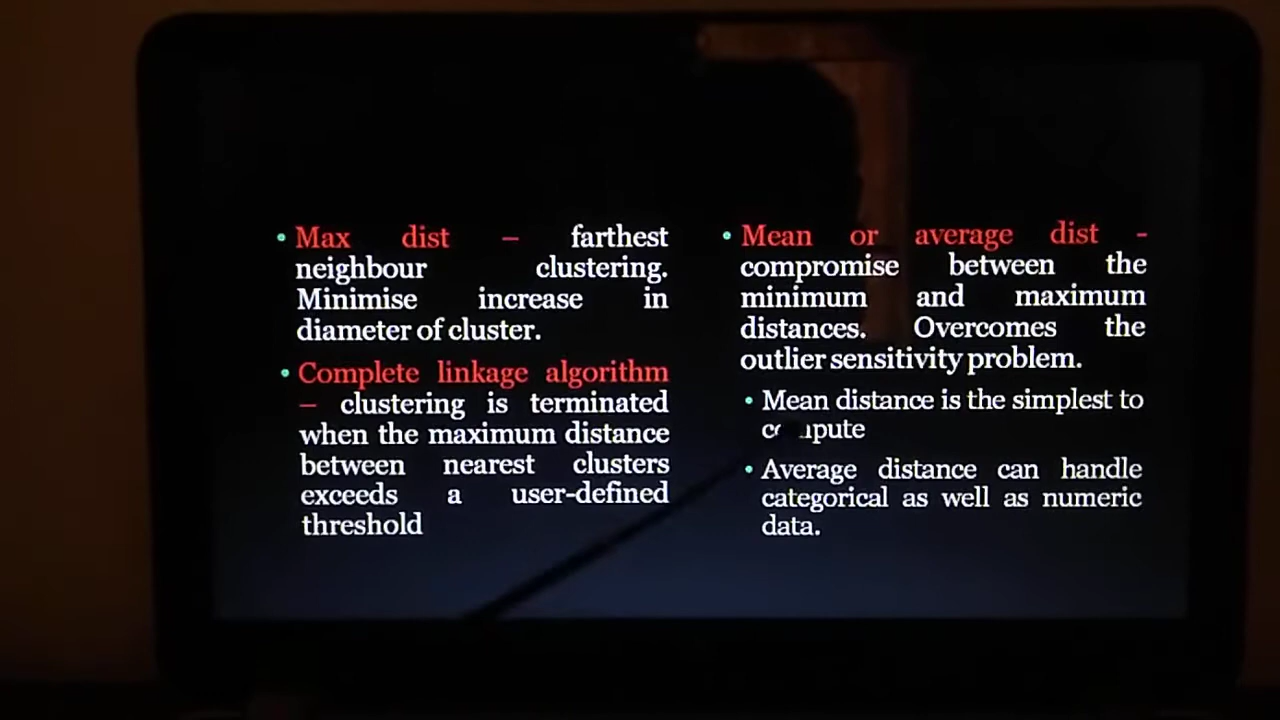 • Max dist – farthest
neighbour clustering.
Minimise increase in
diameter of cluster.
• Complete linkage algorithm
– clustering is terminated
when the maximum distance
between nearest clusters
exceeds a user-defined
threshold
• Mean or average dist -
compromise between the
minimum and maximum
distances. Overcomes the
outlier sensitivity problem.
• Mean distance is the simplest to
compute
• Average distance can handle
categorical as well as numeric
data.